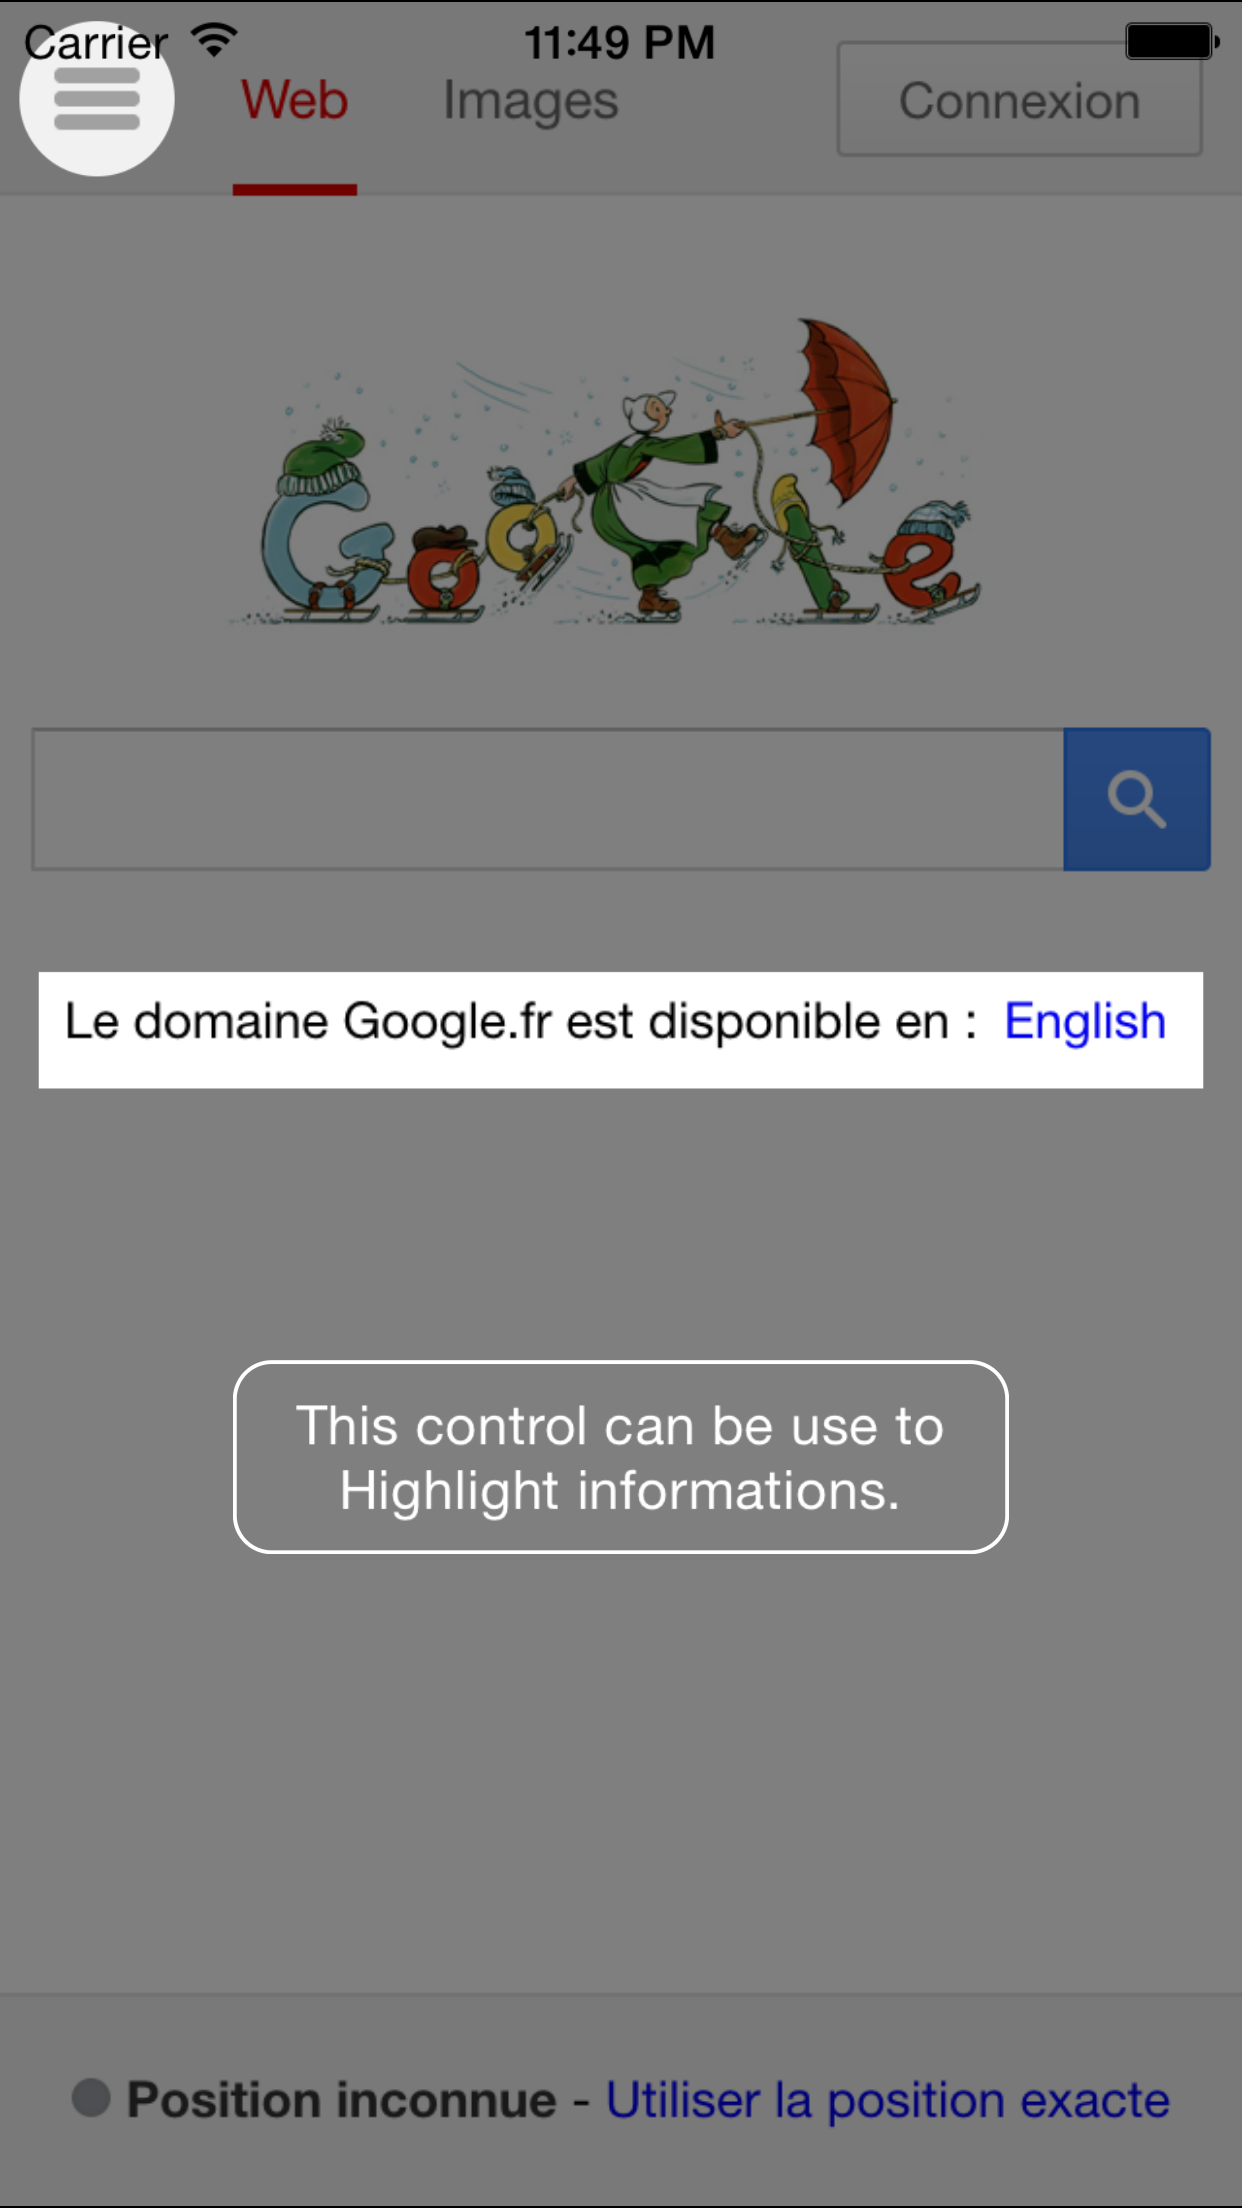 Carrier 11:49 PM
Web Images Connexion
Google
Le domaine Google.fr est disponible en : English
This control can be use to
Highlight informations.
Position inconnue - Utiliser la position exacte